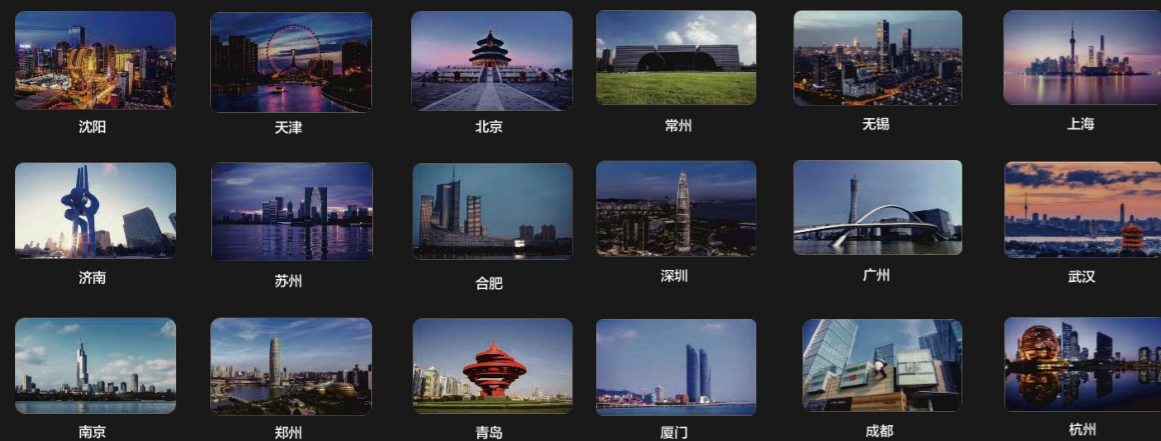 沈阳
天津
北京
常州
无锡
上海
济南
苏州
合肥
深圳
广州
武汉
南京
郑州
青岛
厦门
成都
杭州